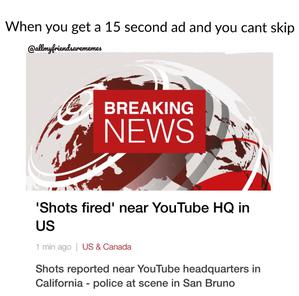 When you get a 15 second ad and you cant skip
@allmyfriendsarememes
BREAKING
NEWS
'Shots fired' near YouTube HQ in
US
1 min ago | US & Canada
Shots reported near YouTube headquarters in
California - police at scene in San Bruno